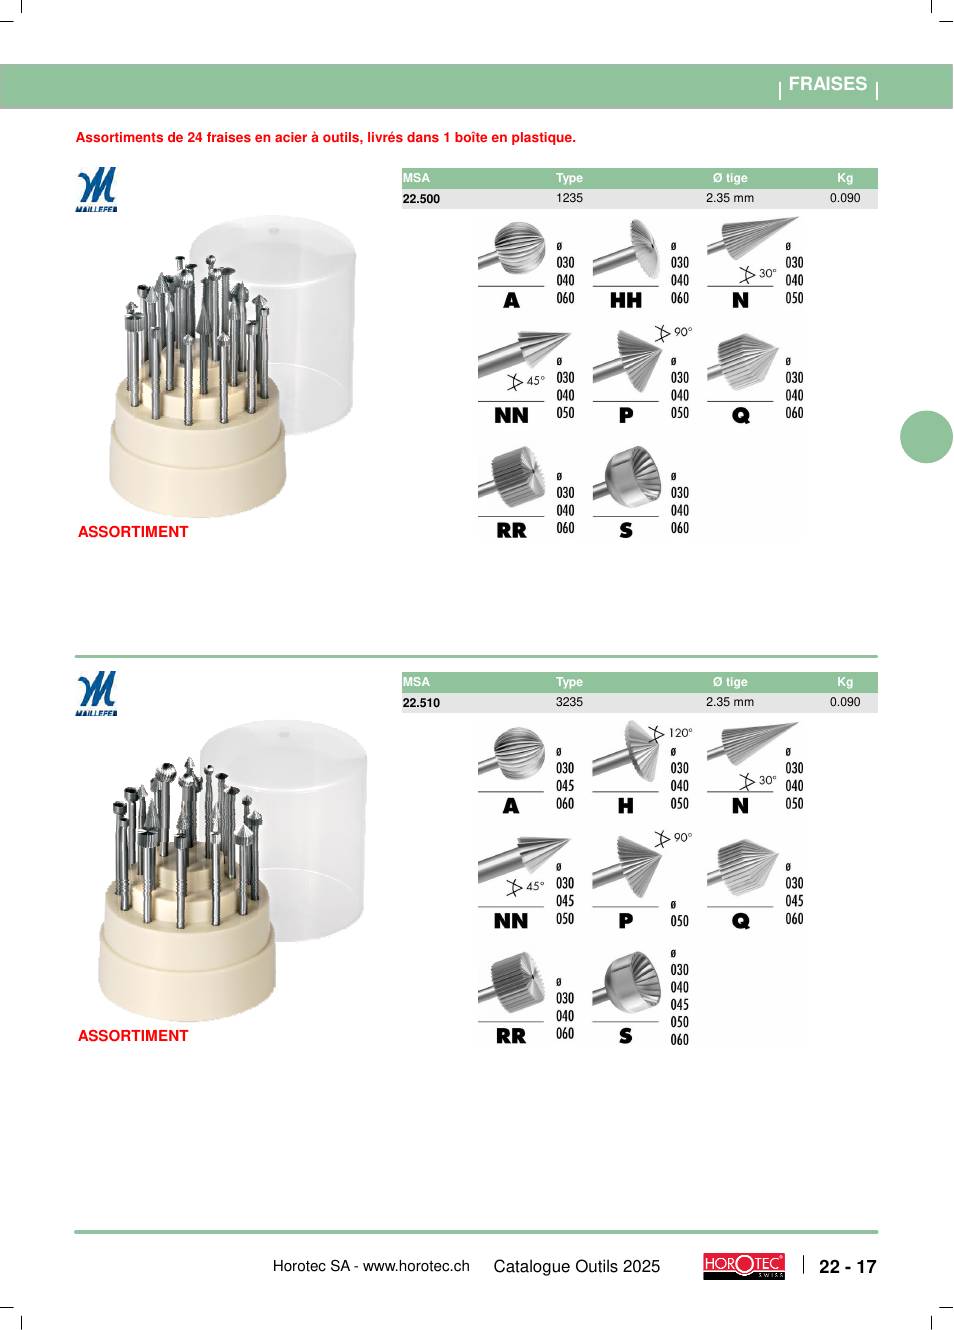 FRAISES
Assortiments de 24 fraises en acier à outils, livrés dans 1 boîte en plastique.
MAILLEFER
MSA Type Ø tige Kg
22.500 1235 2.35 mm 0.090
ø ø ø
030 030 30° 030
040 040 040
060 060 050
A HH N
90°
ø ø ø
45° 030 030 030
040 040 040
050 050 060
NN P Q
ø ø
030 030
040 040
060 060
RR S
ASSORTIMENT
MAILLEFER
MSA Type Ø tige Kg
22.510 3235 2.35 mm 0.090
120°
ø ø ø
030 030 30° 030
045 040 040
060 050 050
A H N
90°
ø ø
45° 030 030
045 ø 045
050 050 060
NN P Q
ø ø
030 030
040 040
060 045
050
060
RR S
ASSORTIMENT
Horotec SA - www.horotec.ch Catalogue Outils 2025 HOROTEC SWISS 22 - 17